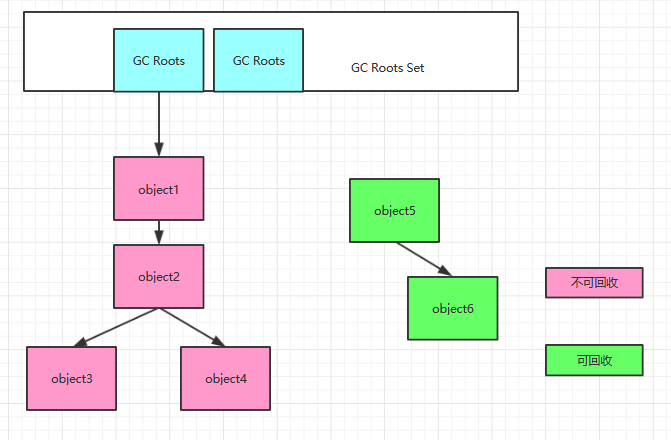 GC Roots
GC Roots
GC Roots Set
object1
object5
object2
object6
不可回收
object3
object4
可回收